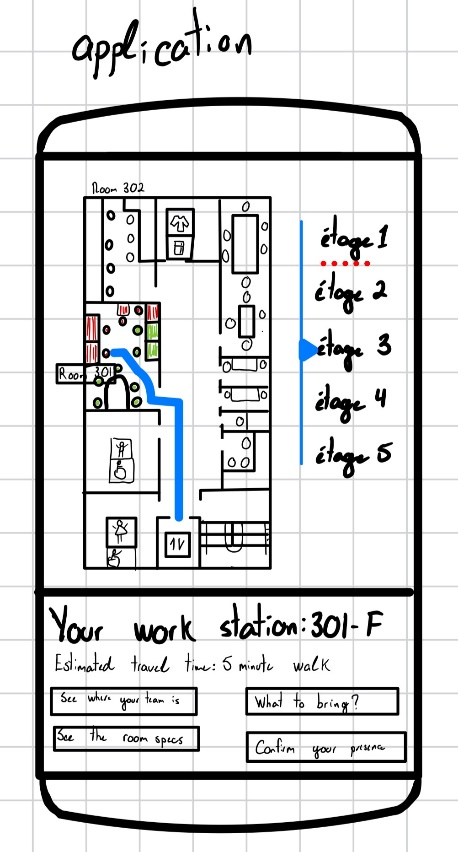 application
Room 302
étage 1
étage 2
étage 3
Room 301
étage 4
étage 5
Your work station: 301-F
Estimated travel time: 5 minute walk
See where your team is
What to bring?
See the room specs
Confirm your presence